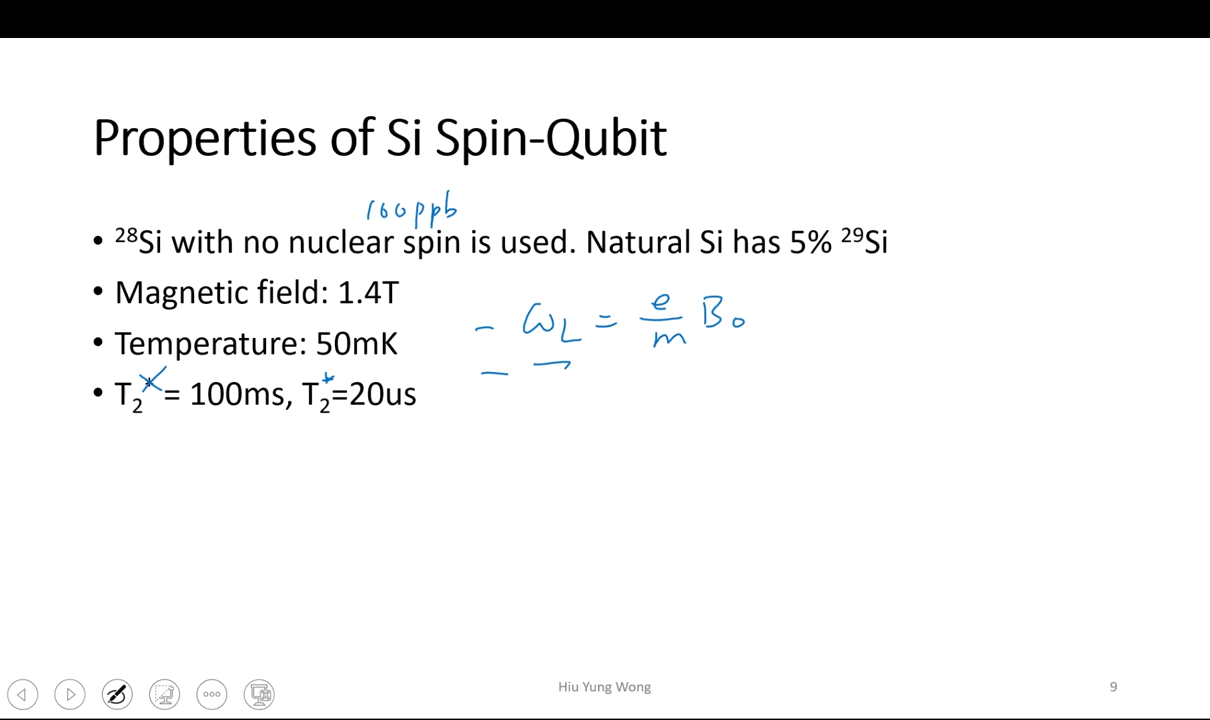 Properties of Si Spin-Qubit
100ppb
• ²⁸Si with no nuclear spin is used. Natural Si has 5% ²⁹Si
• Magnetic field: 1.4T
- ω_L = e/m B₀
• Temperature: 50mK
• T₂* = 100ms, T₂*=20us
Hiu Yung Wong
9